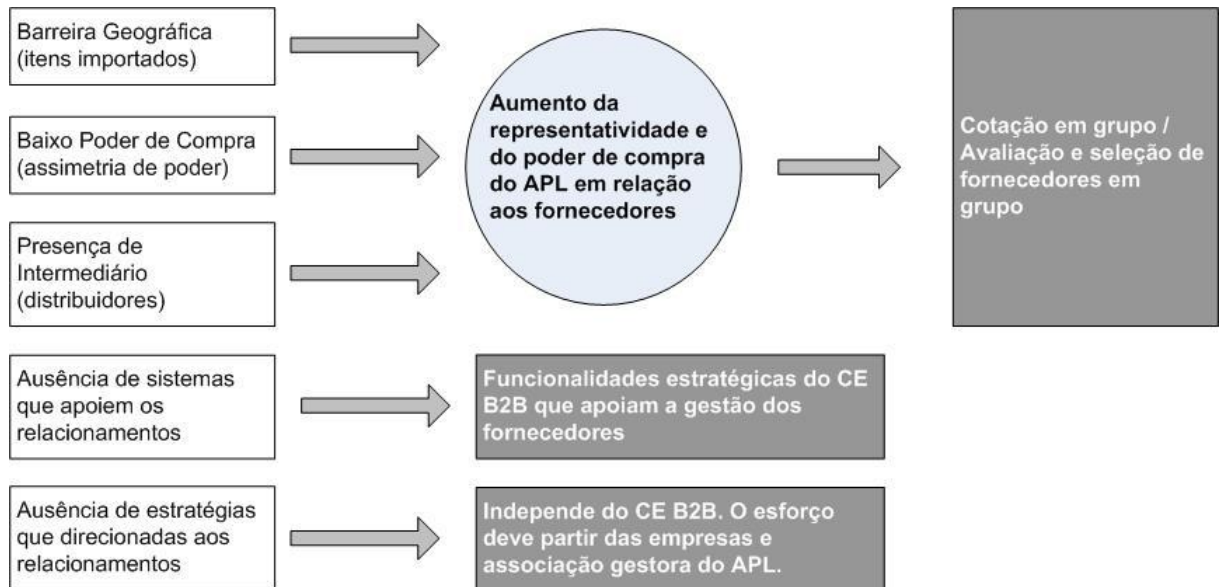 Barreira Geográfica
(itens importados)
Baixo Poder de Compra
(assimetria de poder)
Presença de
Intermediário
(distribuidores)
Aumento da
representatividade e
do poder de compra
do APL em relação
aos fornecedores
Cotação em grupo /
Avaliação e seleção de
fornecedores em
grupo
Ausência de sistemas
que apoiem os
relacionamentos
Funcionalidades estratégicas do CE
B2B que apoiam a gestão dos
fornecedores
Ausência de estratégias
que direcionadas aos
relacionamentos
Independe do CE B2B. O esforço
deve partir das empresas e
associação gestora do APL.